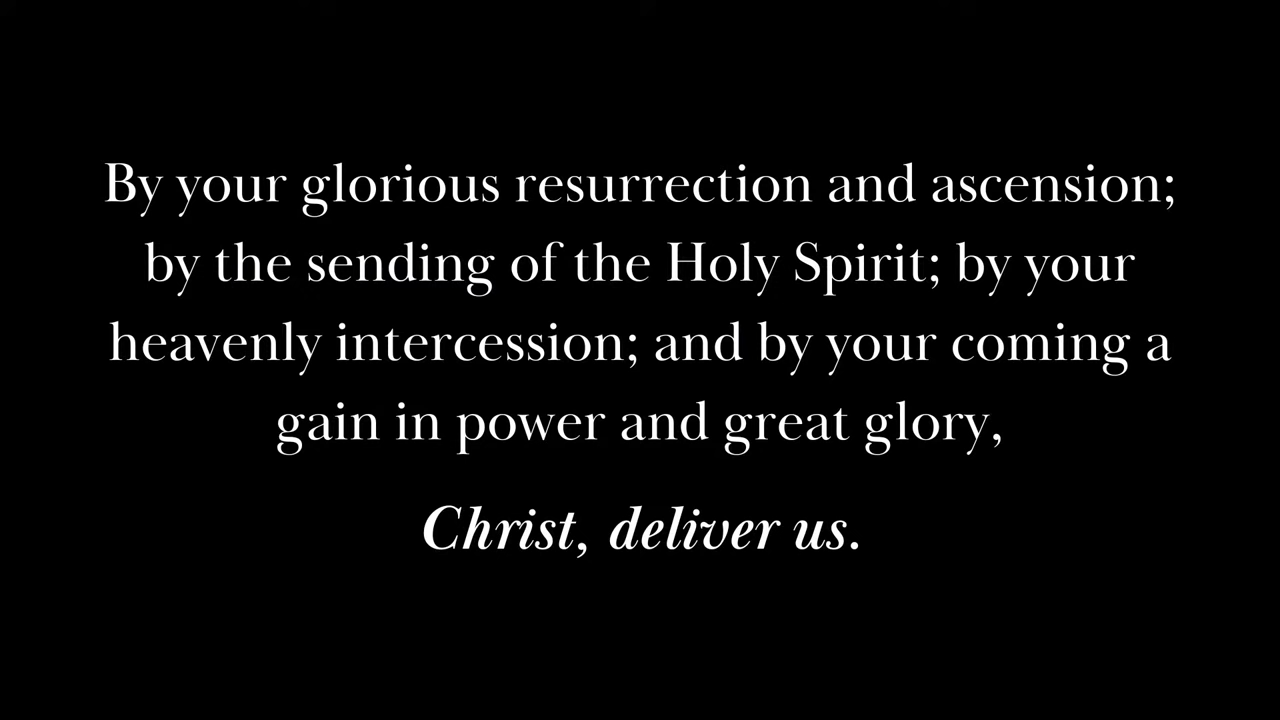 By your glorious resurrection and ascension;
by the sending of the Holy Spirit; by your
heavenly intercession; and by your coming a
gain in power and great glory,
Christ, deliver us.